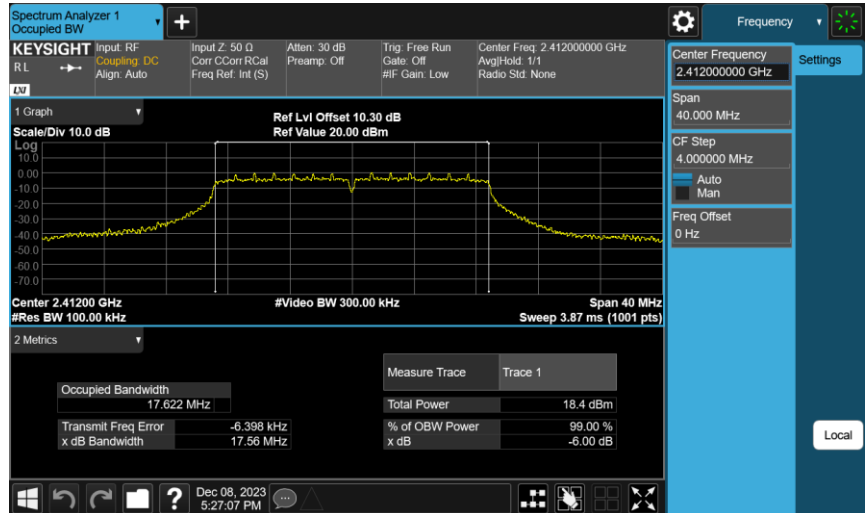 Spectrum Analyzer 1
Occupied BW
+
Frequency
KEYSIGHT
RL
LXI
Input: RF
Coupling: DC
Align: Auto
Input Z: 50 Ω
Corr CCorr RCal
Freq Ref: Int (S)
Atten: 30 dB
Preamp: Off
Trig: Free Run
Gate: Off
#IF Gain: Low
Center Freq: 2.412000000 GHz
Avg|Hold: 1/1
Radio Std: None
Center Frequency
2.412000000 GHz
Settings
Span
40.000 MHz
CF Step
4.000000 MHz
Auto
Man
Freq Offset
0 Hz
1 Graph
Scale/Div 10.0 dB
Ref Lvl Offset 10.30 dB
Ref Value 20.00 dBm
Log
10.0
0.00
-10.0
-20.0
-30.0
-40.0
-50.0
-60.0
-70.0
Center 2.41200 GHz
#Res BW 100.00 kHz
#Video BW 300.00 kHz
Span 40 MHz
Sweep 3.87 ms (1001 pts)
2 Metrics
Measure Trace Trace 1
Occupied Bandwidth
17.622 MHz
Total Power 18.4 dBm
Transmit Freq Error -6.398 kHz
% of OBW Power 99.00 %
x dB Bandwidth 17.56 MHz
x dB -6.00 dB
Local
?
Dec 08, 2023
5:27:07 PM